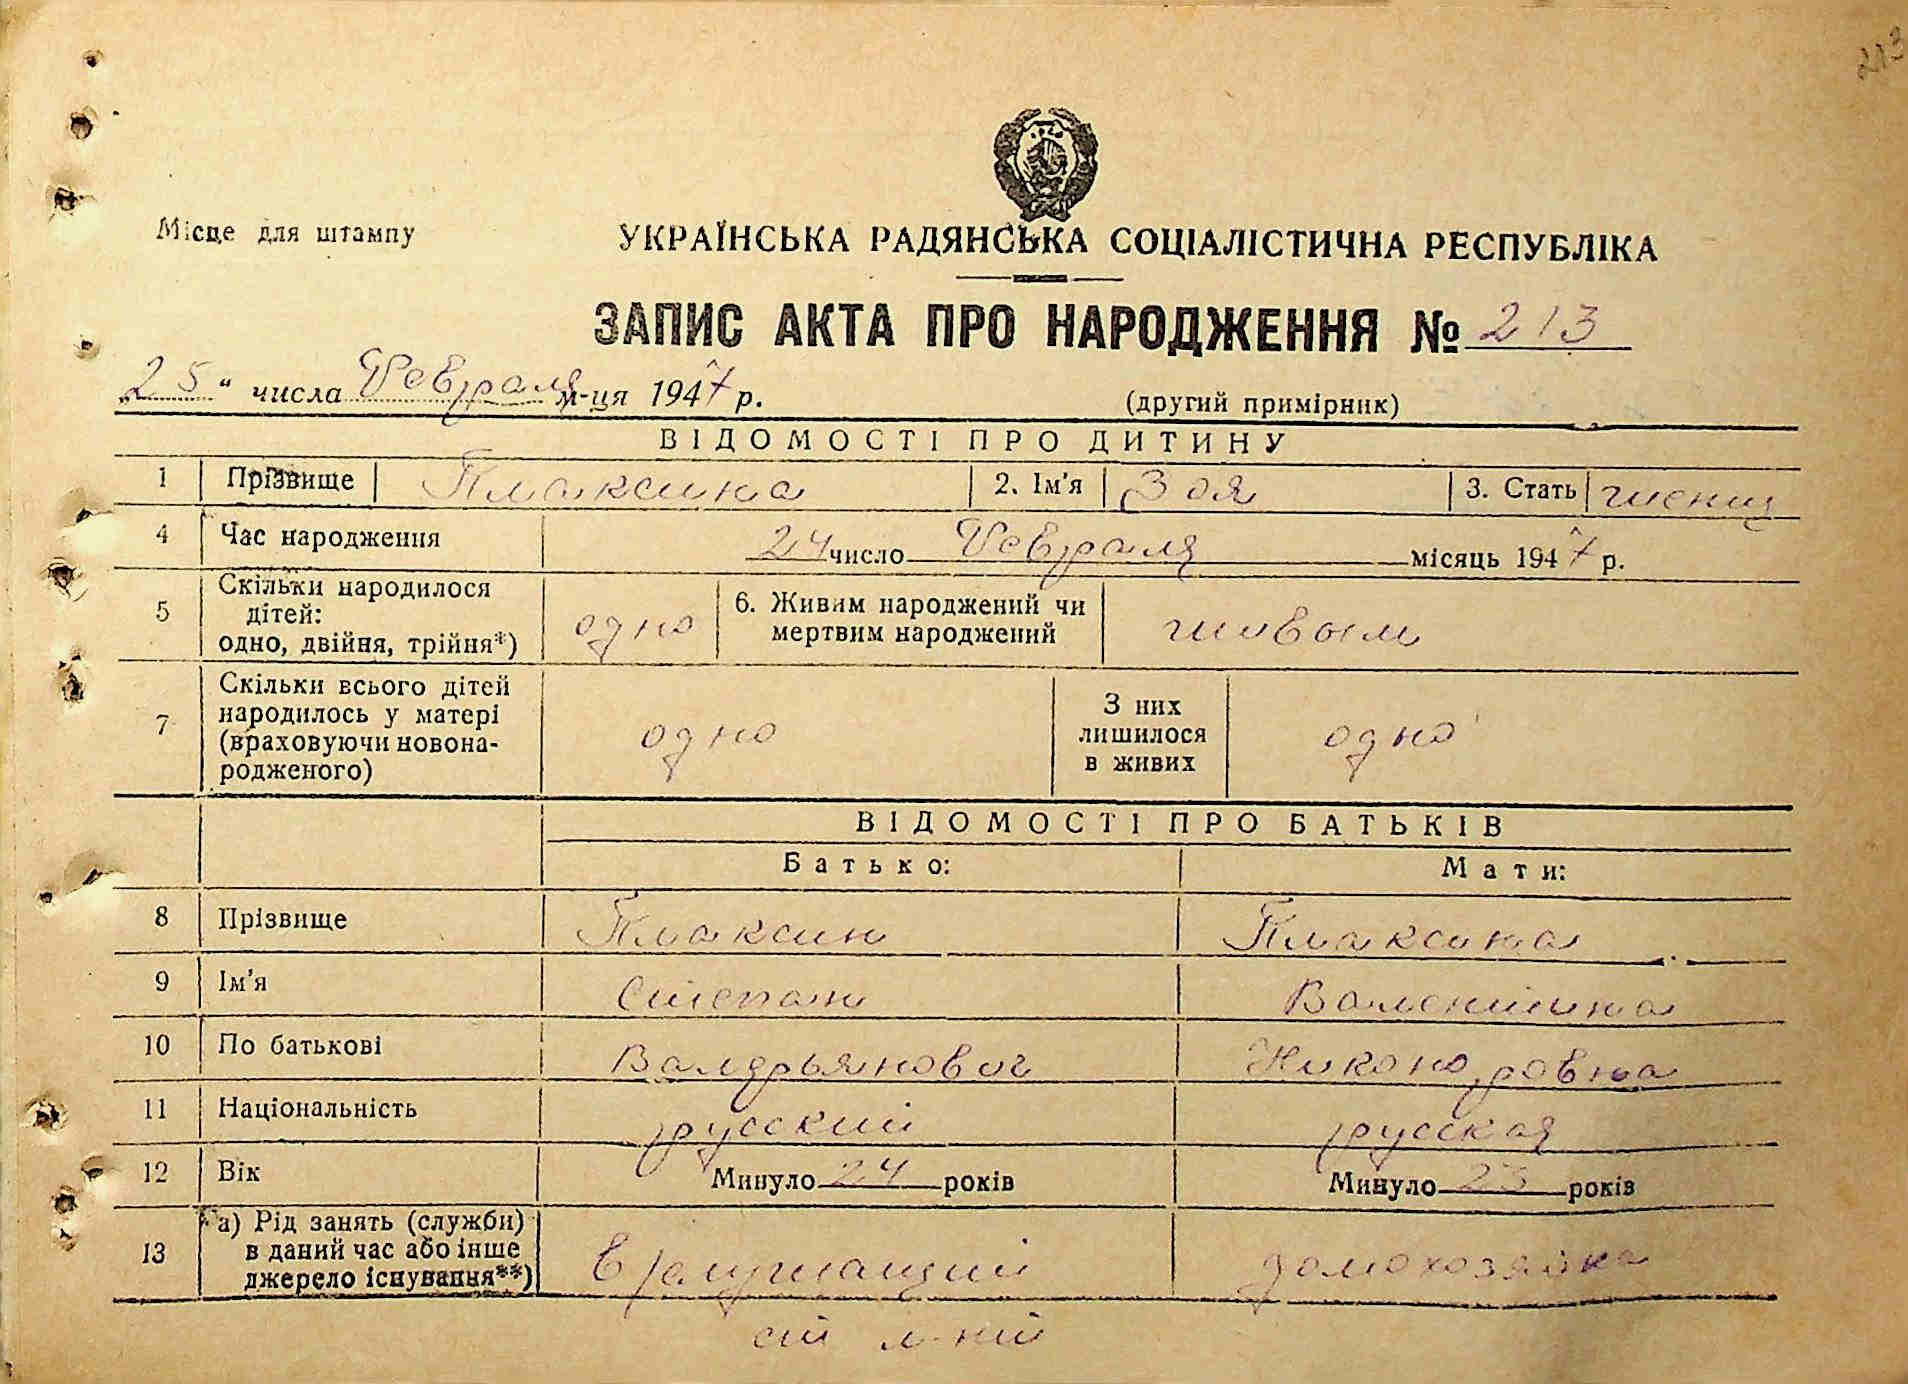 213
Місце для штампу
УКРАЇНСЬКА РАДЯНСЬКА СОЦІАЛІСТИЧНА РЕСПУБЛІКА
ЗАПИС АКТА ПРО НАРОДЖЕННЯ № 213
„25“ числа Февраля м-ця 1947 р. (другий примірник)
ВІДОМОСТІ ПРО ДИТИНУ
1 Прізвище Плаксина 2. Ім'я Зоя 3. Стать женщ
4 Час народження 24 число Февраля місяць 1947 р.
5 Скільки народилося дітей: одно, двійня, трійня*) одно 6. Живим народжений чи мертвим народжений живым
7 Скільки всього дітей народилось у матері (враховуючи новонародженого) одно З них лишилося в живих одно
ВІДОМОСТІ ПРО БАТЬКІВ
Батько: Мати:
8 Прізвище Плаксин Плаксина
9 Ім'я Степан Валентина
10 По батькові Валерьянович Никоноровна
11 Національність русский русская
12 Вік Минуло 24 років Минуло 23 років
13 а) Рід занять (служби) в даний час або інше джерело існування**) служащий домохозяйка
ст л-нт